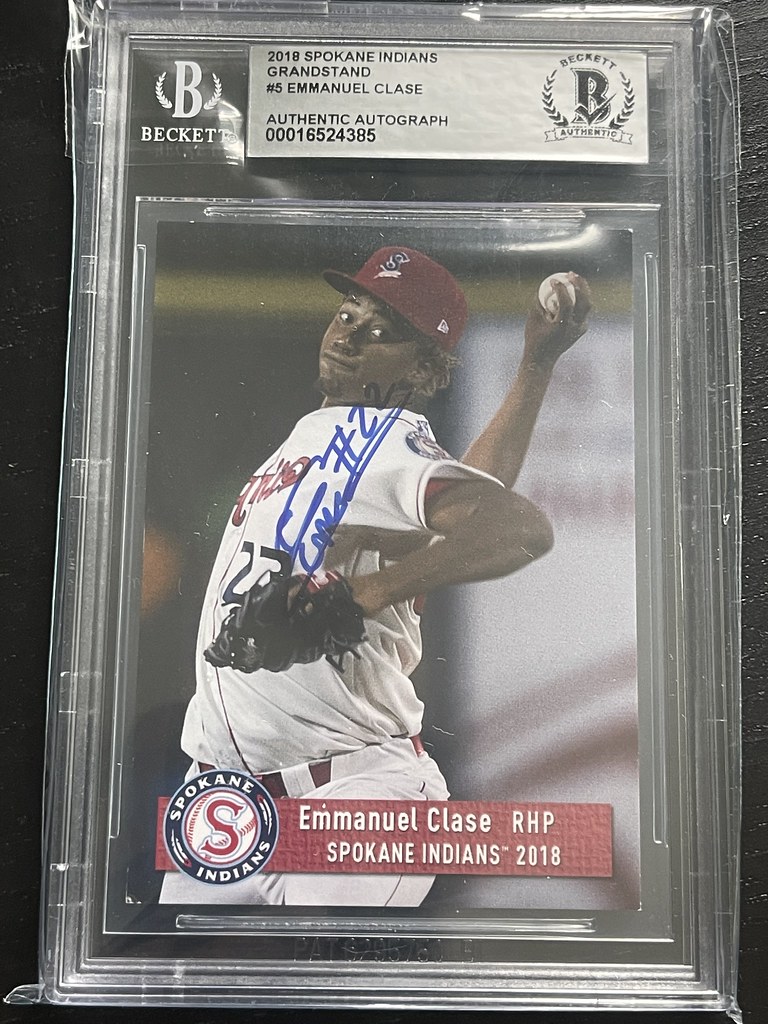 2018 SPOKANE INDIANS
GRANDSTAND
#5 EMMANUEL CLASE
AUTHENTIC AUTOGRAPH
00016524385
B
BECKETT
BECKETT
B
AUTHENTIC
#22
Emmanuel Clase RHP
SPOKANE INDIANS™ 2018
SPOKANE
S
INDIANS